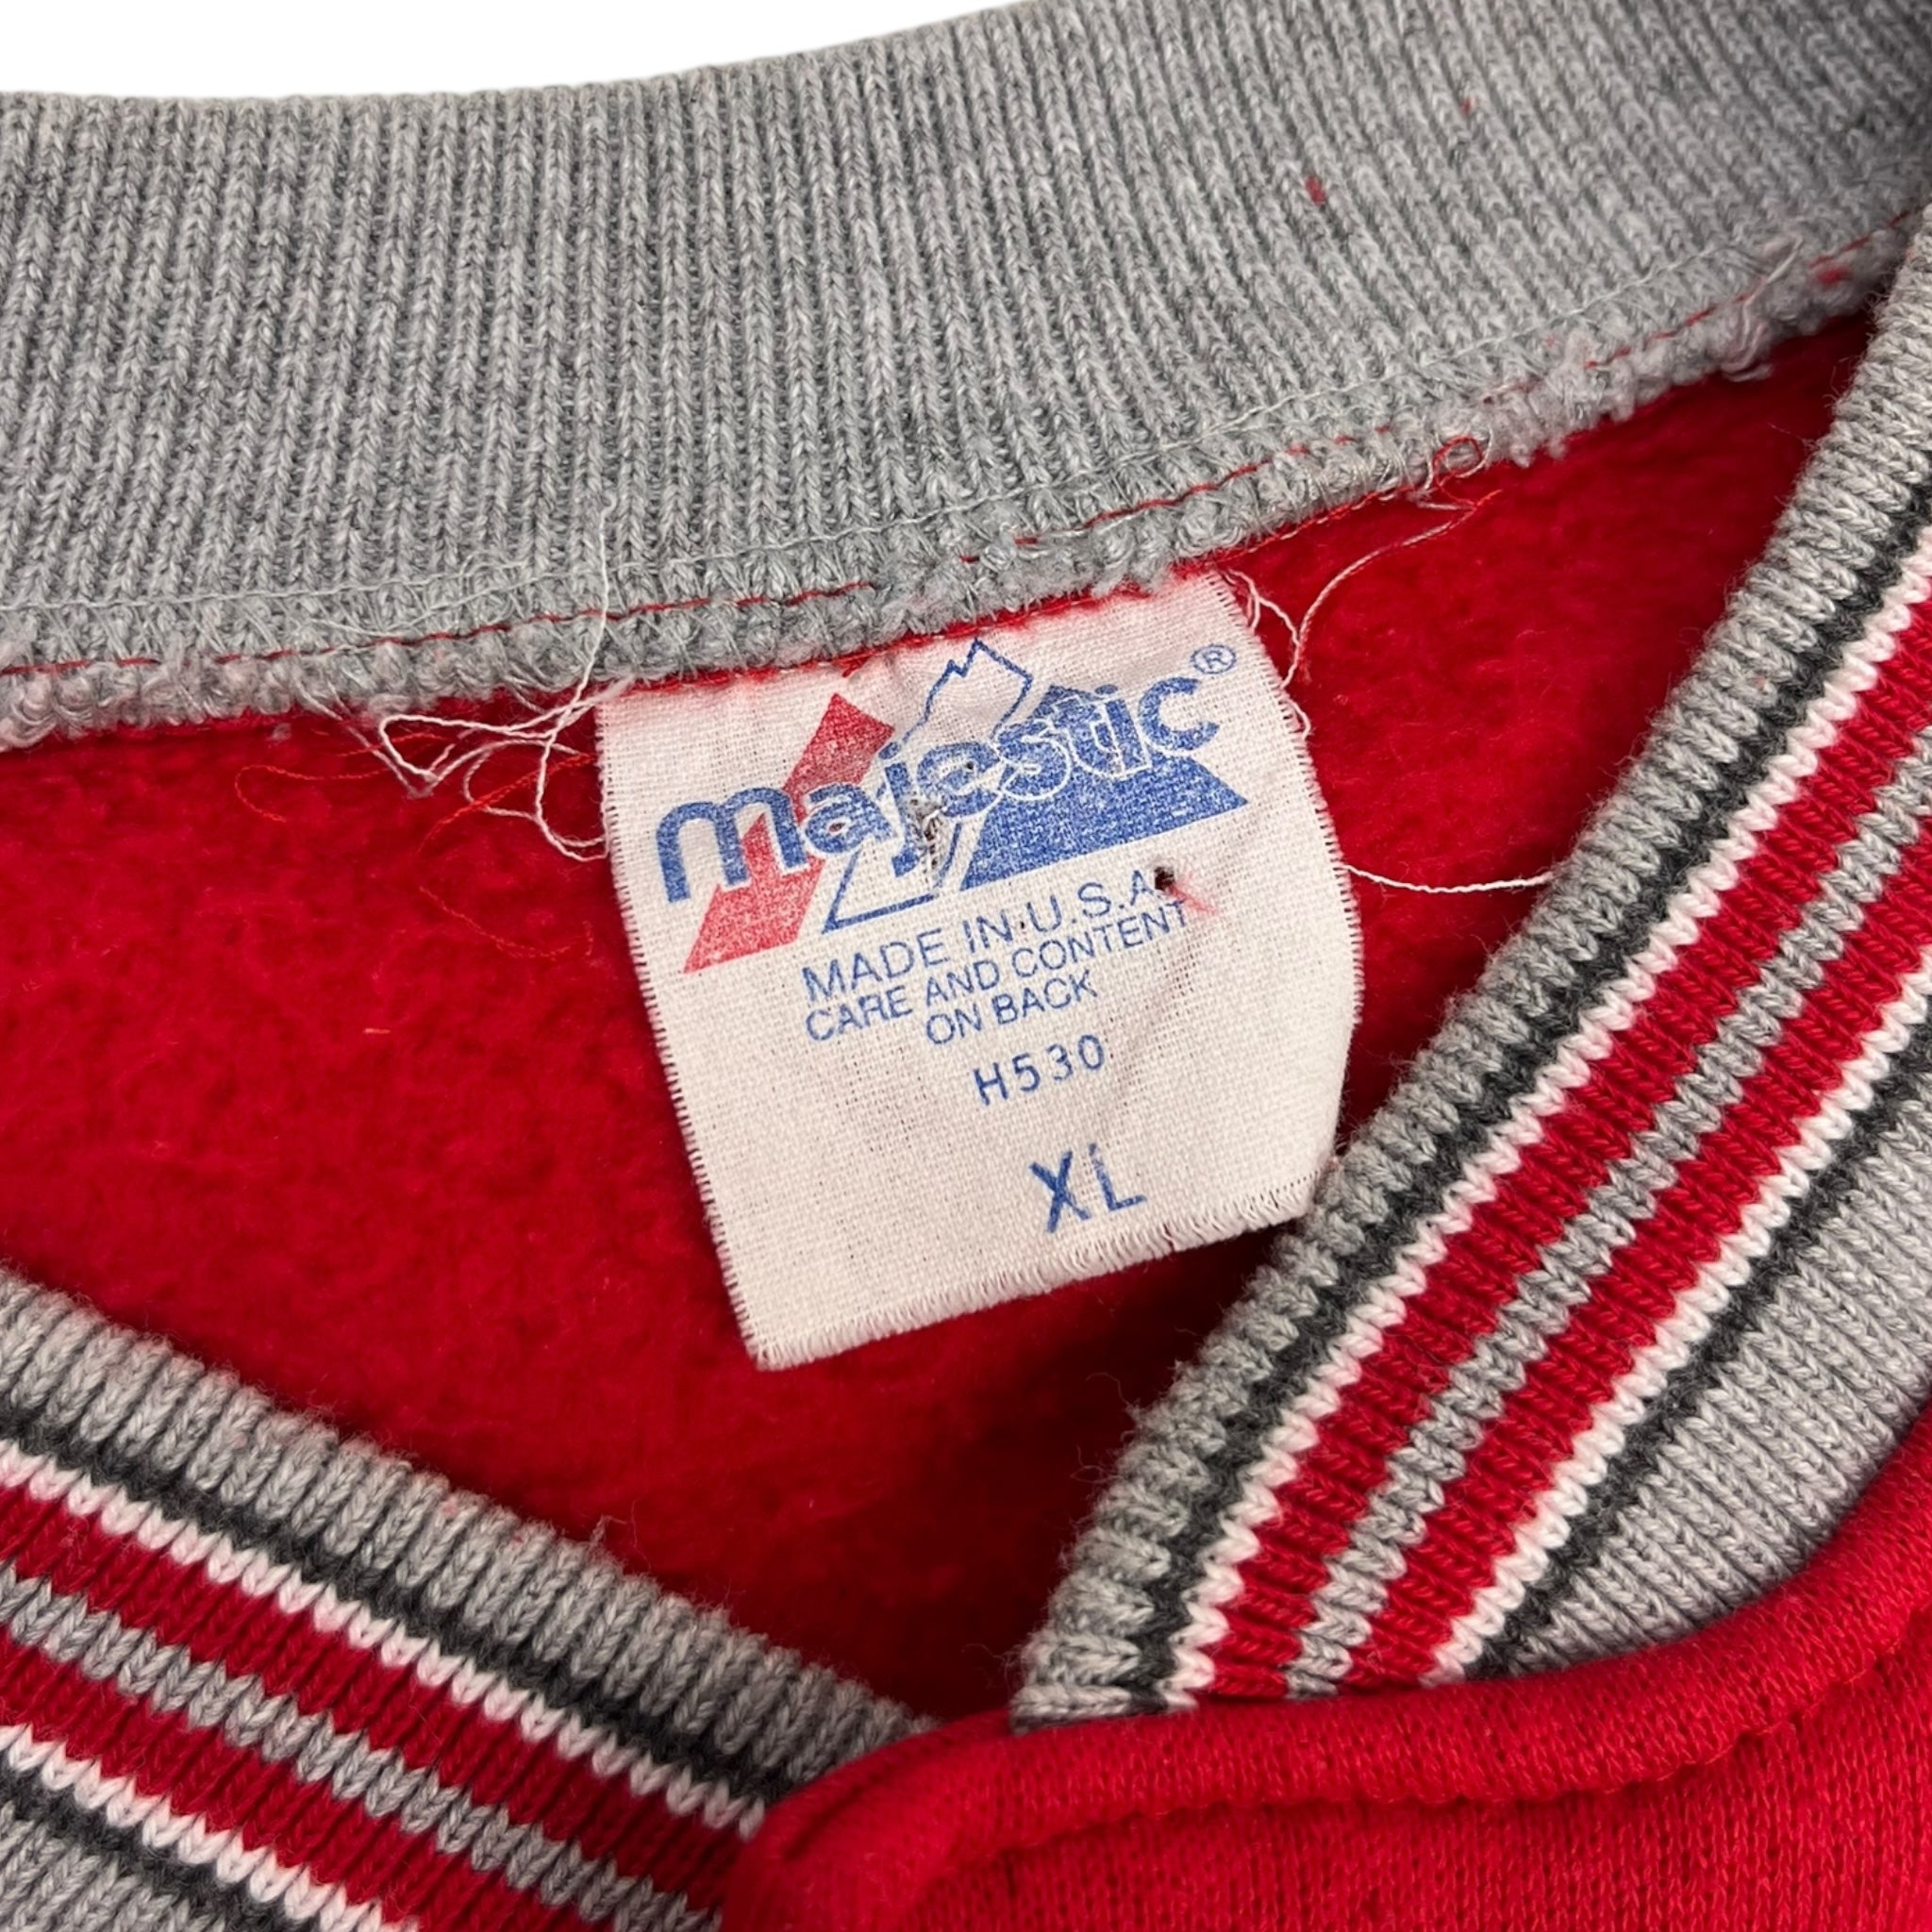 majestic®
MADE IN U.S.A.
CARE AND CONTENT
ON BACK
H530
XL